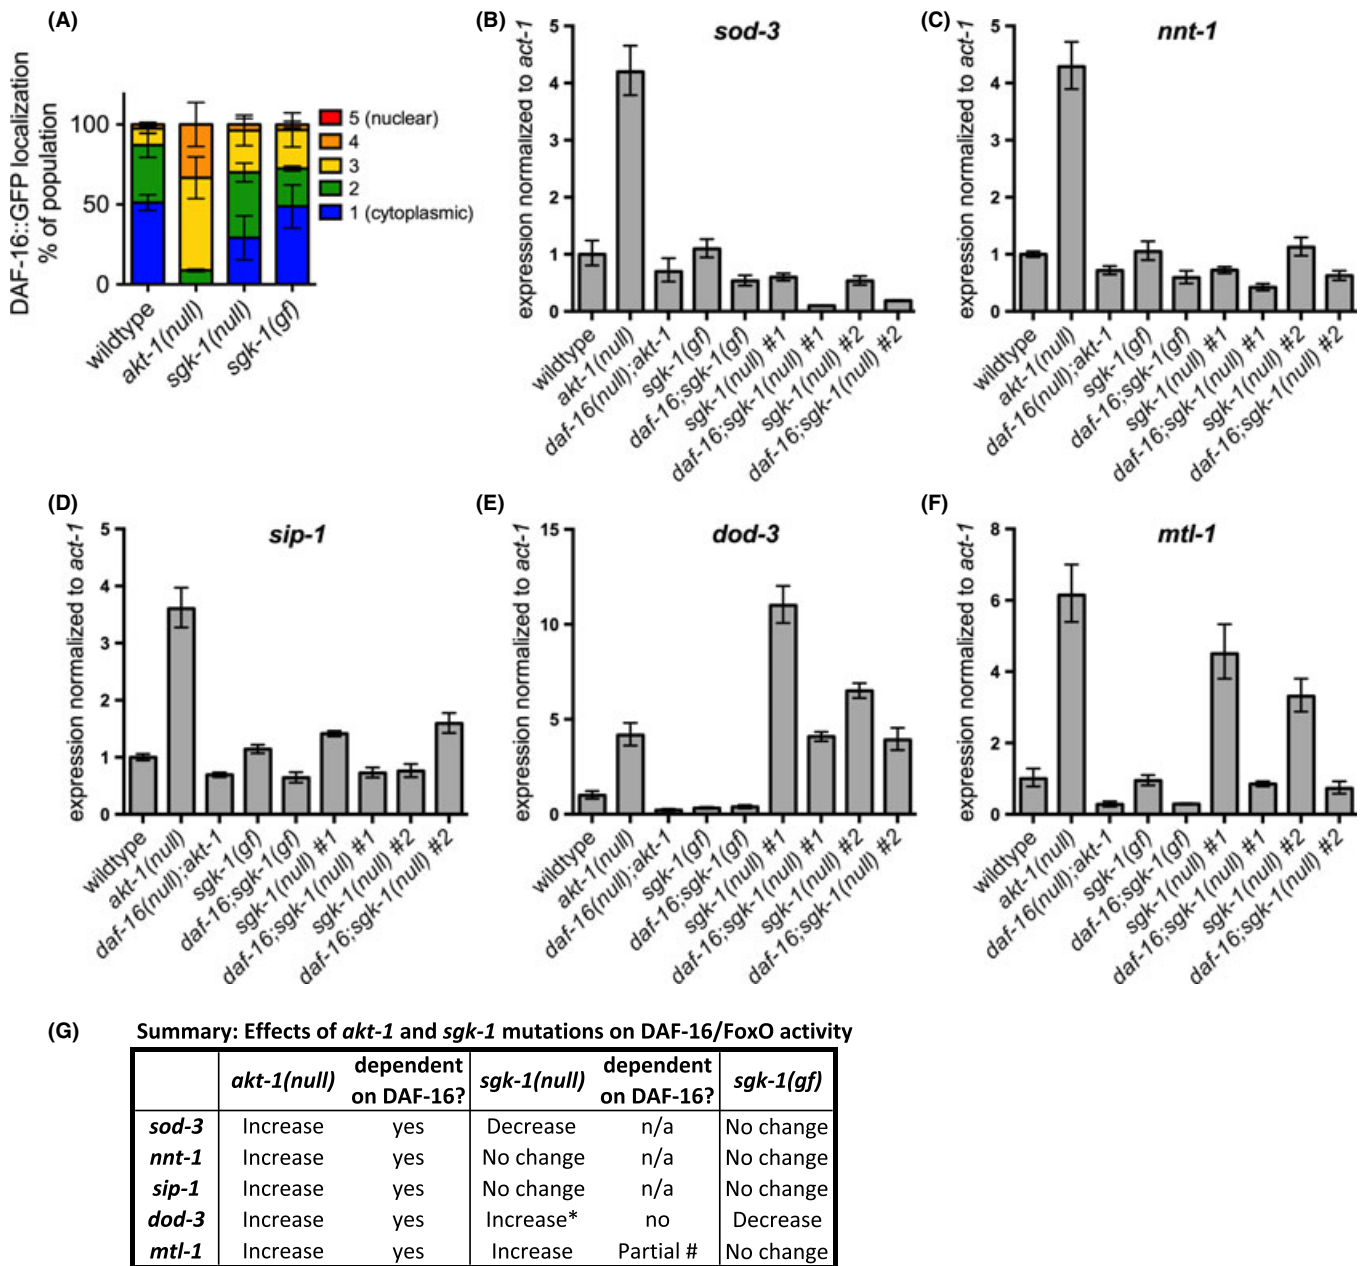 (A)
DAF-16::GFP localization
% of population
100
50
0
5 (nuclear)
4
3
2
1 (cytoplasmic)
wildtype
akt-1(null)
sgk-1(null)
sgk-1(gf)
(B)
sod-3
expression normalized to act-1
5
4
3
2
1
0
wildtype
akt-1(null)
daf-16(null);akt-1
sgk-1(gf)
daf-16;sgk-1(gf)
sgk-1(null) #1
daf-16;sgk-1(null) #1
sgk-1(null) #2
daf-16;sgk-1(null) #2
(C)
nnt-1
expression normalized to act-1
5
4
3
2
1
0
wildtype
akt-1(null)
daf-16(null);akt-1
sgk-1(gf)
daf-16;sgk-1(gf)
sgk-1(null) #1
daf-16;sgk-1(null) #1
sgk-1(null) #2
daf-16;sgk-1(null) #2
(D)
sip-1
expression normalized to act-1
5
4
3
2
1
0
wildtype
akt-1(null)
daf-16(null);akt-1
sgk-1(gf)
daf-16;sgk-1(gf)
sgk-1(null) #1
daf-16;sgk-1(null) #1
sgk-1(null) #2
daf-16;sgk-1(null) #2
(E)
dod-3
expression normalized to act-1
15
10
5
0
wildtype
akt-1(null)
daf-16(null);akt-1
sgk-1(gf)
daf-16;sgk-1(gf)
sgk-1(null) #1
daf-16;sgk-1(null) #1
sgk-1(null) #2
daf-16;sgk-1(null) #2
(F)
mtl-1
expression normalized to act-1
8
6
4
2
0
wildtype
akt-1(null)
daf-16(null);akt-1
sgk-1(gf)
daf-16;sgk-1(gf)
sgk-1(null) #1
daf-16;sgk-1(null) #1
sgk-1(null) #2
daf-16;sgk-1(null) #2
(G)
Summary: Effects of akt-1 and sgk-1 mutations on DAF-16/FoxO activity
akt-1(null) dependent on DAF-16? sgk-1(null) dependent on DAF-16? sgk-1(gf)
sod-3 Increase yes Decrease n/a No change
nnt-1 Increase yes No change n/a No change
sip-1 Increase yes No change n/a No change
dod-3 Increase yes Increase* no Decrease
mtl-1 Increase yes Increase Partial # No change